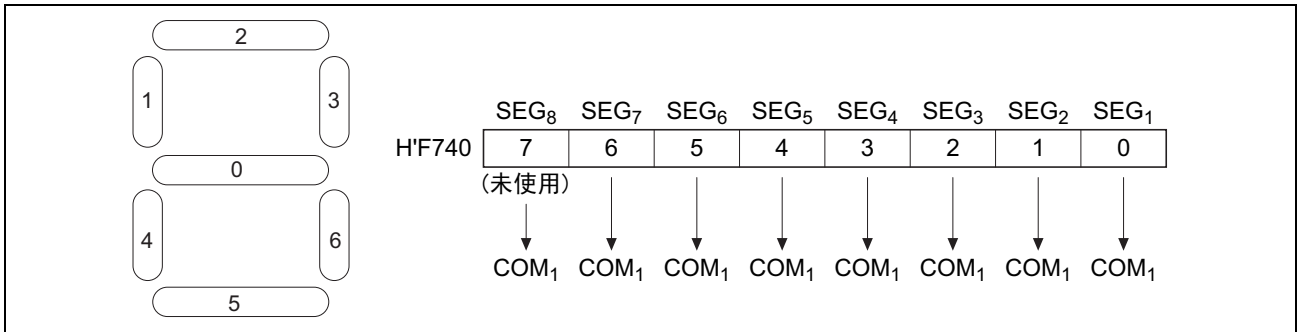 2
1 3
0
4 6
5
SEG₈ SEG₇ SEG₆ SEG₅ SEG₄ SEG₃ SEG₂ SEG₁
H'F740 7 6 5 4 3 2 1 0
(未使用)
COM₁ COM₁ COM₁ COM₁ COM₁ COM₁ COM₁ COM₁